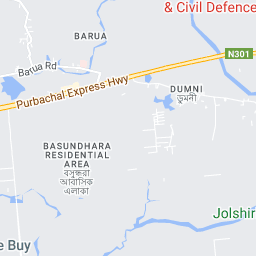 & Civil Defence
BARUA
N301
Barua Rd
Purbachal Express Hwy
DUMNI
ডুমনী
BASUNDHARA
RESIDENTIAL
AREA
বসুন্ধরা
আবাসিক
এলাকা
Jolshir
e Buy